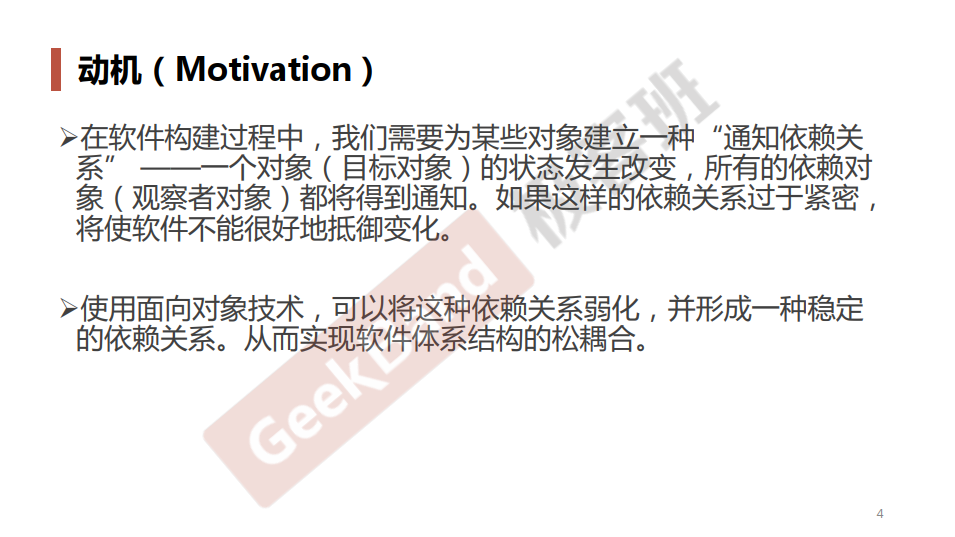 动机（Motivation）
➢在软件构建过程中，我们需要为某些对象建立一种“通知依赖关
系” ——一个对象（目标对象）的状态发生改变，所有的依赖对
象（观察者对象）都将得到通知。如果这样的依赖关系过于紧密，
将使软件不能很好地抵御变化。
➢使用面向对象技术，可以将这种依赖关系弱化，并形成一种稳定
的依赖关系。从而实现软件体系结构的松耦合。
GeekBand 极客班
4